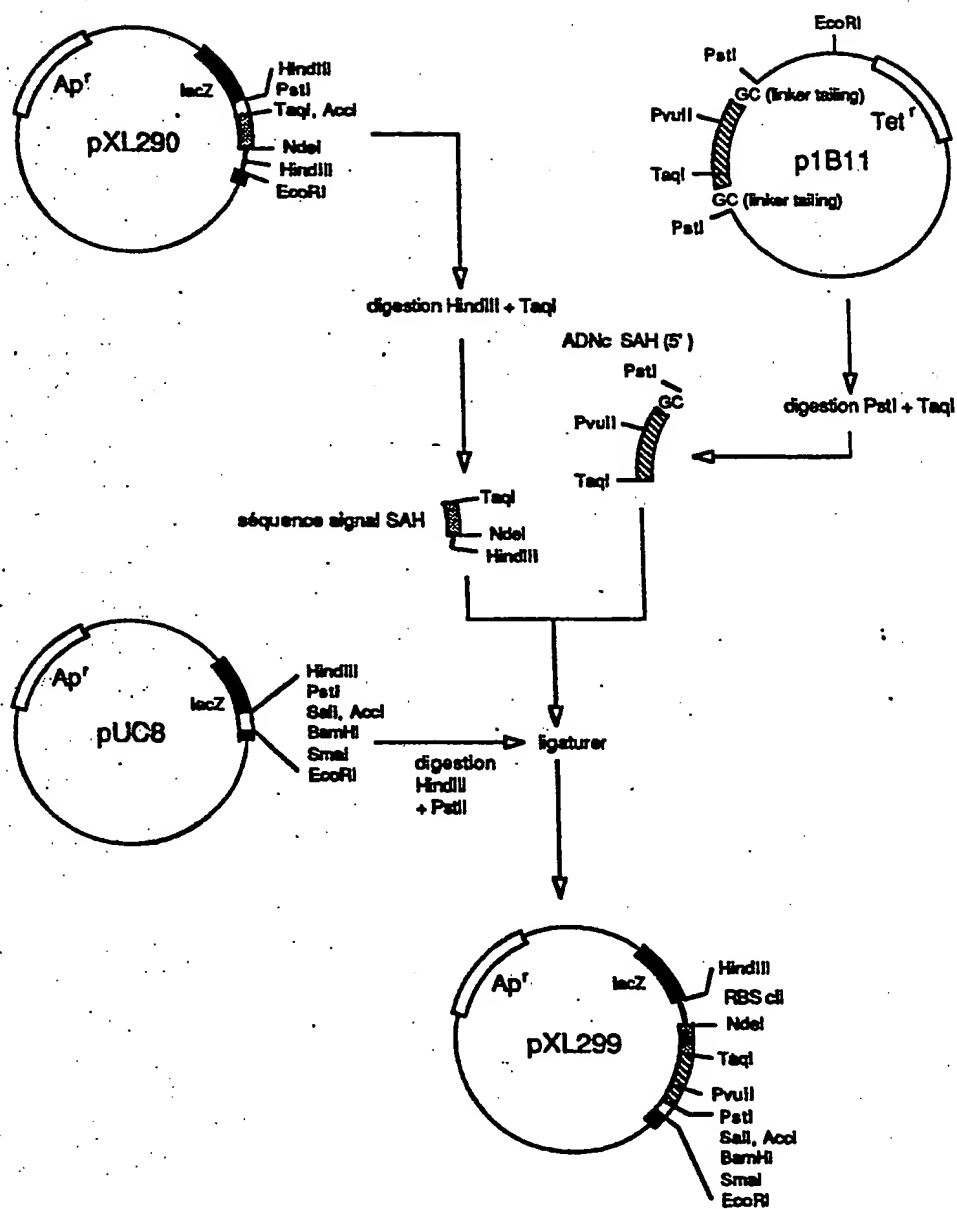 Apʳ
lacZ
HindIII
PstI
TaqI, AccI
pXL290
NdeI
HindIII
EcoRI
EcoRI
PstI
GC (linker tailing)
Tetʳ
PvuII
p1B11
TaqI
GC (linker tailing)
PstI
digestion HindIII + TaqI
ADNc SAH (5')
PstI
GC
PvuII
TaqI
digestion PstI + TaqI
TaqI
séquence signal SAH
NdeI
HindIII
Apʳ
lacZ
HindIII
PstI
SalI, AccI
BamHI
SmaI
EcoRI
pUC8
digestion
HindIII
+ PstII
ligaturer
Apʳ
lacZ
HindIII
RBS cII
NdeI
pXL299
TaqI
PvuII
PstI
SalI, AccI
BamHI
SmaI
EcoRI